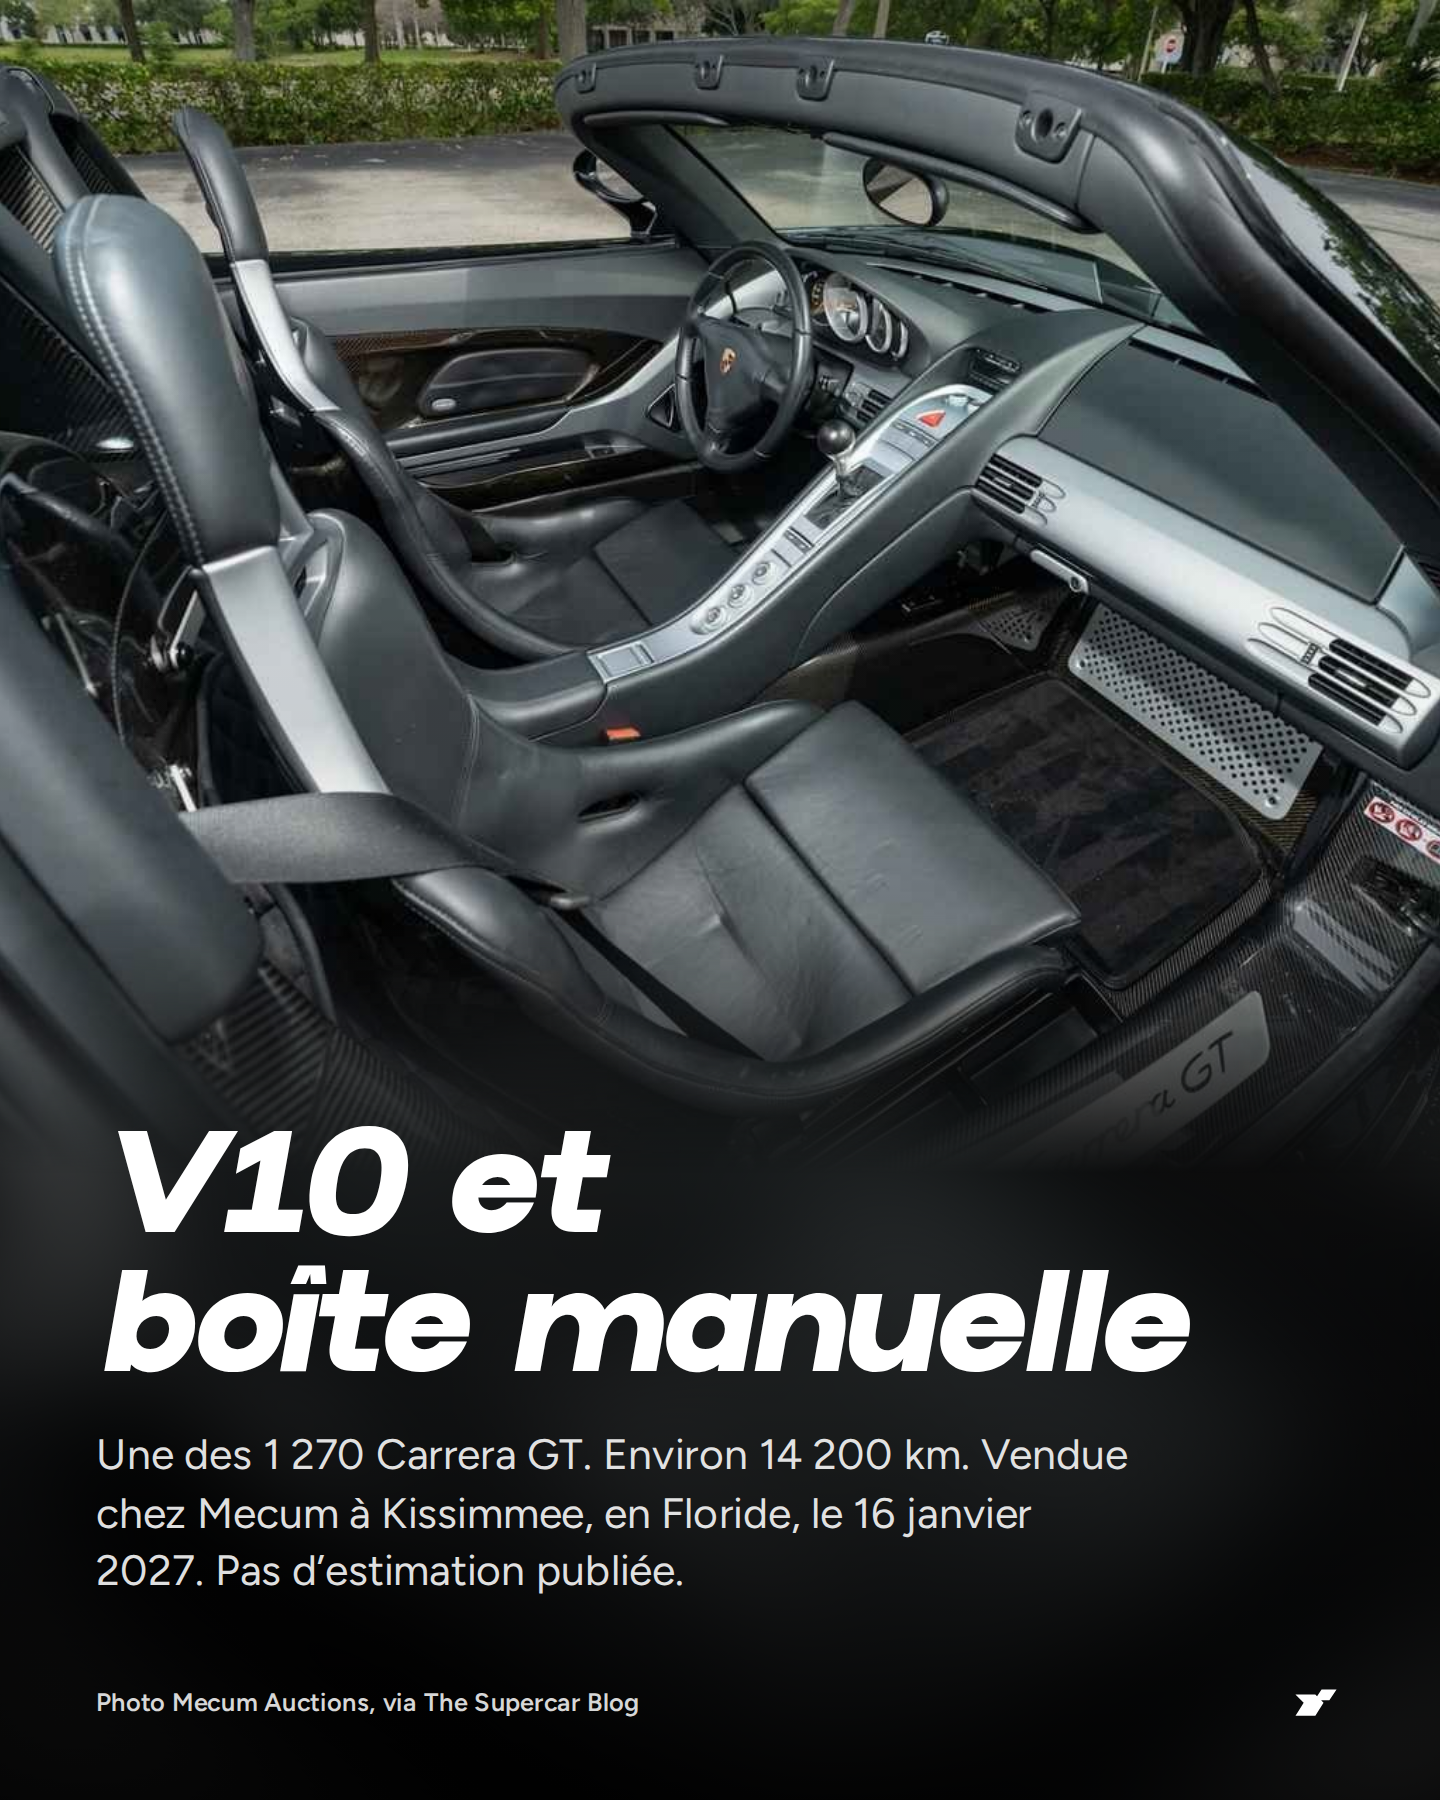 GT
V10 et
boîte manuelle
Une des 1 270 Carrera GT. Environ 14 200 km. Vendue
chez Mecum à Kissimmee, en Floride, le 16 janvier
2027. Pas d’estimation publiée.
Photo Mecum Auctions, via The Supercar Blog